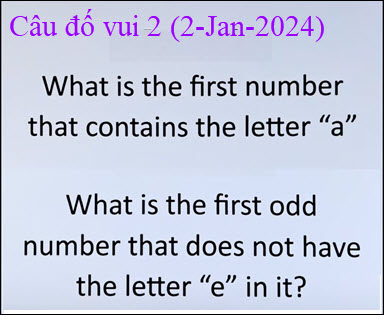 Câu đố vui 2 (2-Jan-2024)
What is the first number
that contains the letter “a”
What is the first odd
number that does not have
the letter “e” in it?